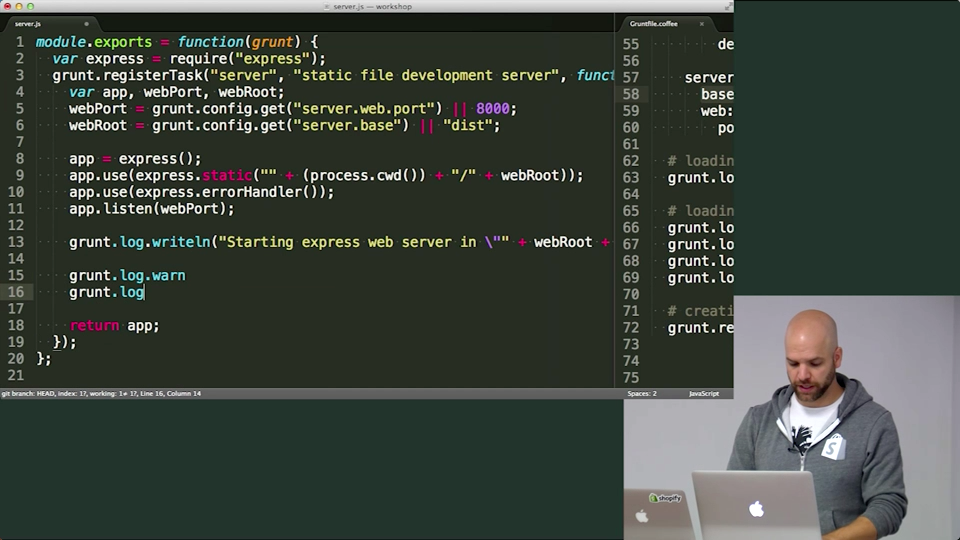 server.js — workshop
server.js
1 module.exports = function(grunt) {
2 var express = require("express");
3 grunt.registerTask("server", "static file development server", funct
4 var app, webPort, webRoot;
5 webPort = grunt.config.get("server.web.port") || 8000;
6 webRoot = grunt.config.get("server.base") || "dist";
7
8 app = express();
9 app.use(express.static("" + (process.cwd()) + "/" + webRoot));
10 app.use(express.errorHandler());
11 app.listen(webPort);
12
13 grunt.log.writeln("Starting express web server in \"" + webRoot +
14
15 grunt.log.warn
16 grunt.log
17
18 return app;
19 });
20 };
21
git branch: HEAD, index: 17, working: 1≠ 17, Line 16, Column 14
Gruntfile.coffee
55 de
56
57 server
58 base
59 web:
60 po
61
62 # loadin
63 grunt.lo
64
65 # loadin
66 grunt.lo
67 grunt.lo
68 grunt.lo
69 grunt.lo
70
71 # creati
72 grunt.re
73
74
75
Spaces: 2 JavaScript
shopify